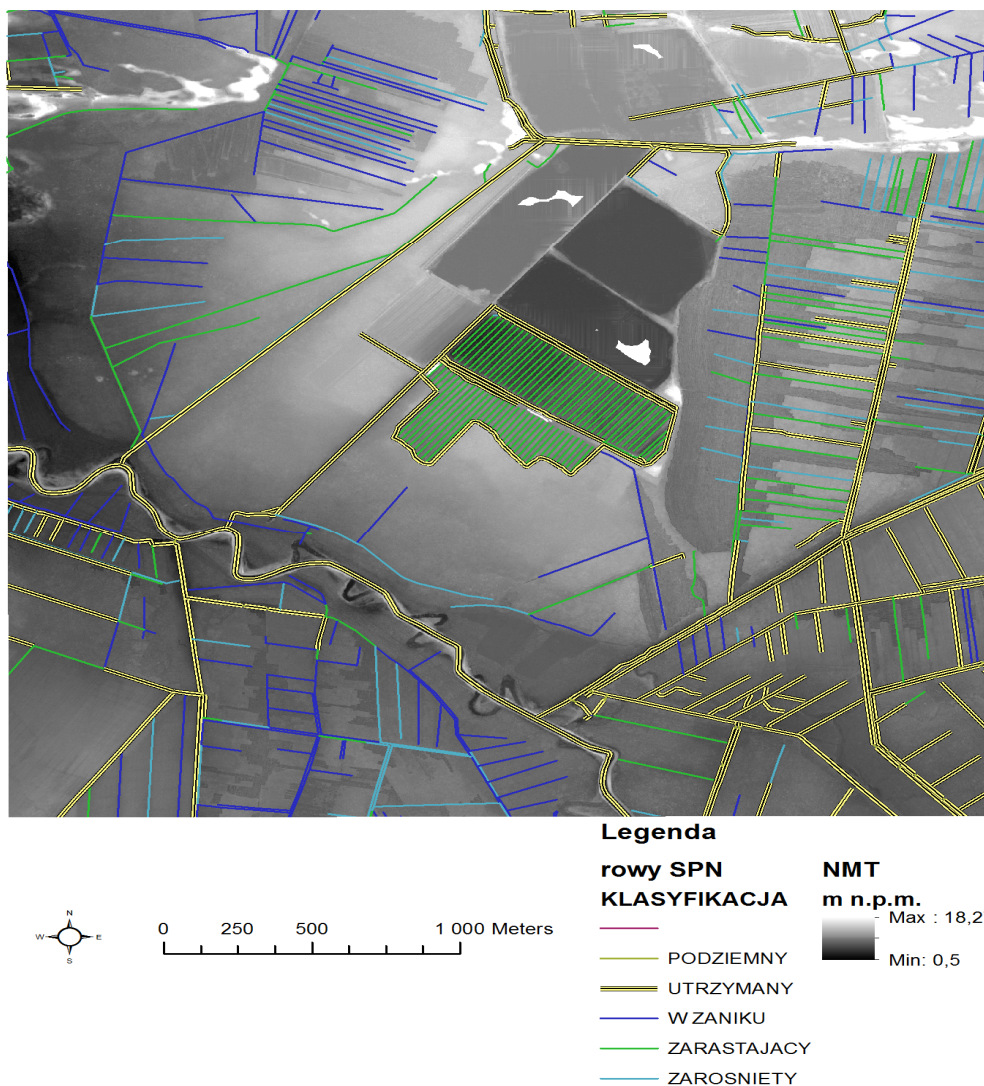 Legenda
rowy SPN
KLASYFIKACJA
PODZIEMNY
UTRZYMANY
W ZANIKU
ZARASTAJACY
ZAROSNIETY
NMT
m n.p.m.
Max : 18,2
Min: 0,5
N
W E
S
0 250 500 1 000 Meters